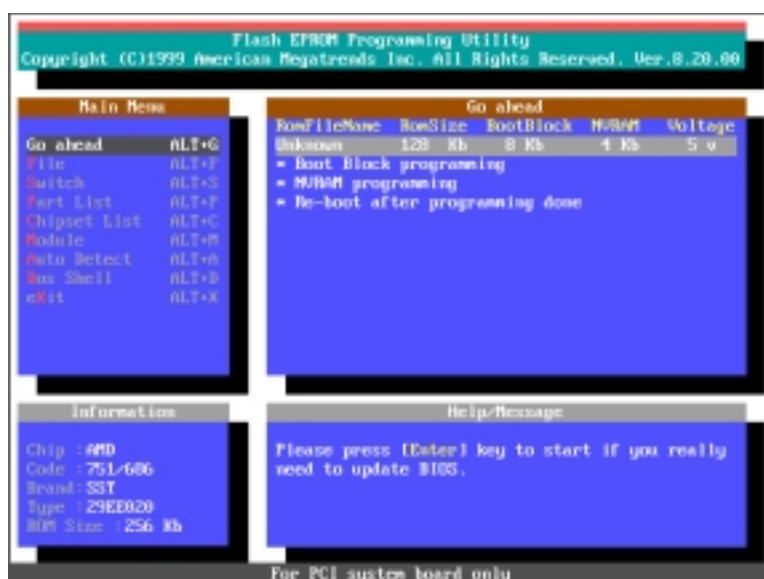 Flash EPROM Programming Utility
Copyright (C)1999 American Megatrends Inc. All Rights Reserved. Ver.8.20.00
Main Menu
Go ahead ALT+G
File ALT+F
Switch ALT+S
Part List ALT+P
Chipset List ALT+C
Module ALT+M
Auto Detect ALT+A
Dos Shell ALT+D
eXit ALT+X
Go ahead
RomFileName RomSize BootBlock NVRAM Voltage
Unknown 128 Kb 8 Kb 4 Kb 5 v
* Boot Block programming
* NVRAM programming
* Re-boot after programming done
Information
Chip :AMD
Code :751/686
Brand:SST
Type :29EE020
ROM Size :256 Kb
Help/Message
Please press [Enter] key to start if you really
need to update BIOS.
For PCI system board only